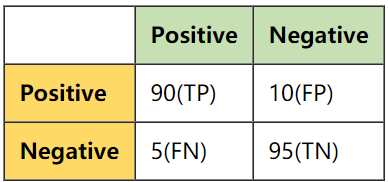 Positive Negative
Positive 90(TP) 10(FP)
Negative 5(FN) 95(TN)